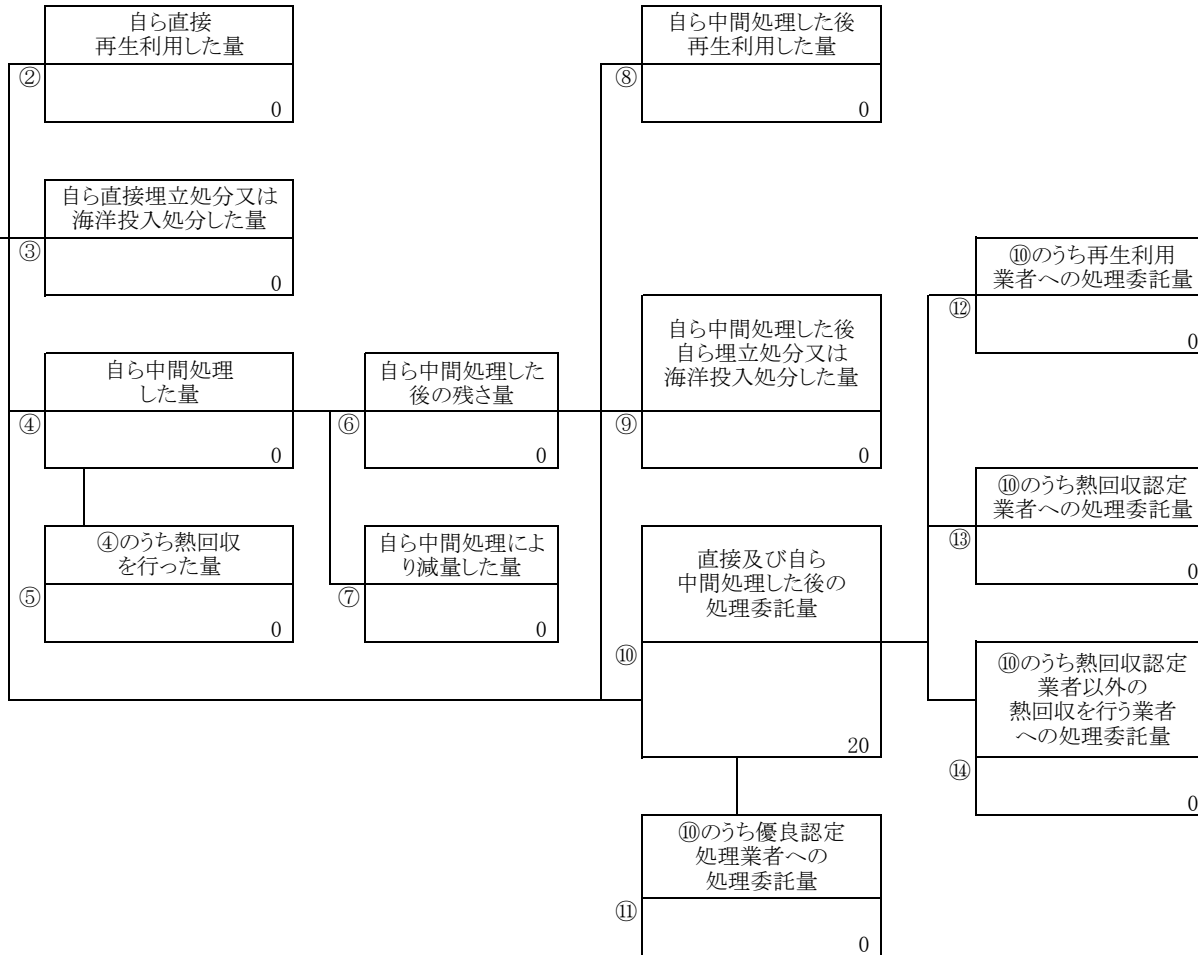 自ら直接
再生利用した量
②
0
自ら直接埋立処分又は
海洋投入処分した量
③
0
自ら中間処理
した量
④
0
④のうち熱回収
を行った量
⑤
0
自ら中間処理した
後の残さ量
⑥
0
自ら中間処理によ
り減量した量
⑦
0
自ら中間処理した後
再生利用した量
⑧
0
自ら中間処理した後
自ら埋立処分又は
海洋投入処分した量
⑨
0
直接及び自ら
中間処理した後の
処理委託量
⑩
20
⑩のうち優良認定
処理業者への
処理委託量
⑪
0
⑩のうち再生利用
業者への処理委託量
⑫
0
⑩のうち熱回収認定
業者への処理委託量
⑬
0
⑩のうち熱回収認定
業者以外の
熱回収を行う業者
への処理委託量
⑭
0